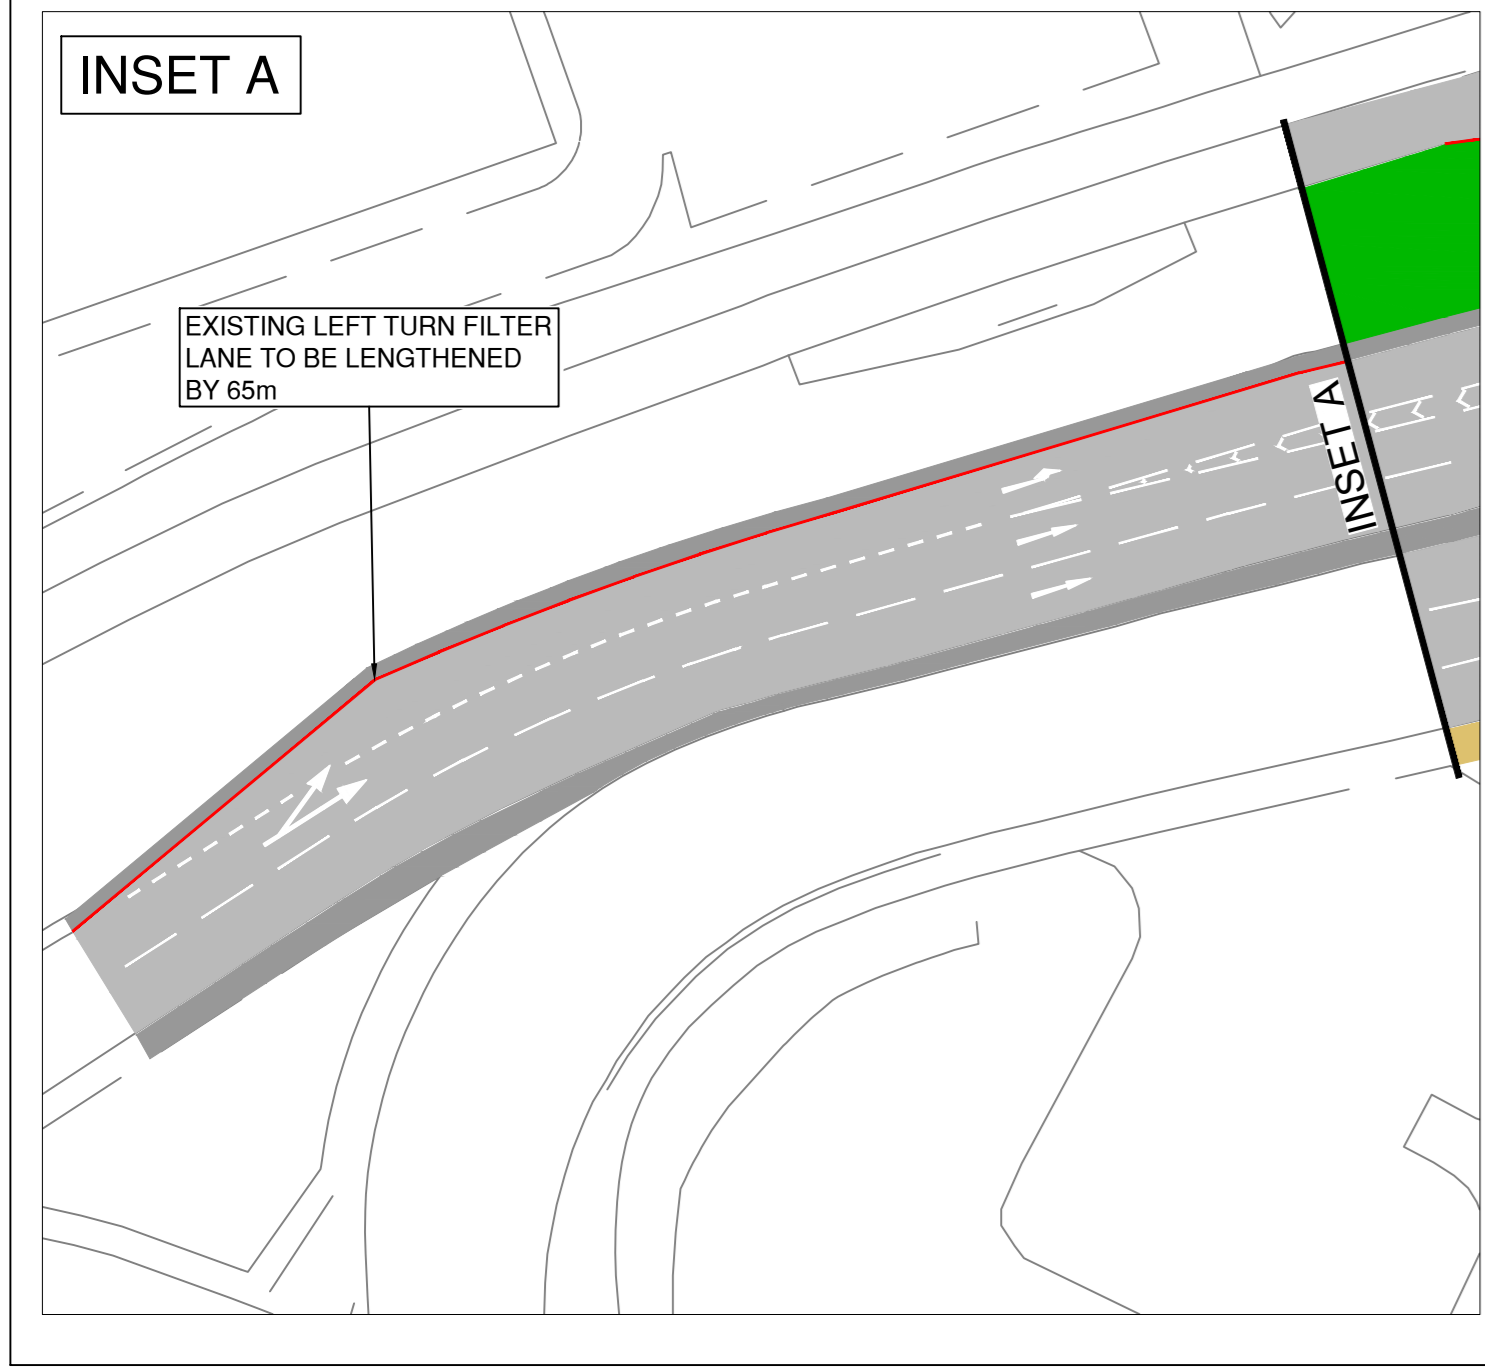 INSET A
EXISTING LEFT TURN FILTER
LANE TO BE LENGTHENED
BY 65m
INSET A